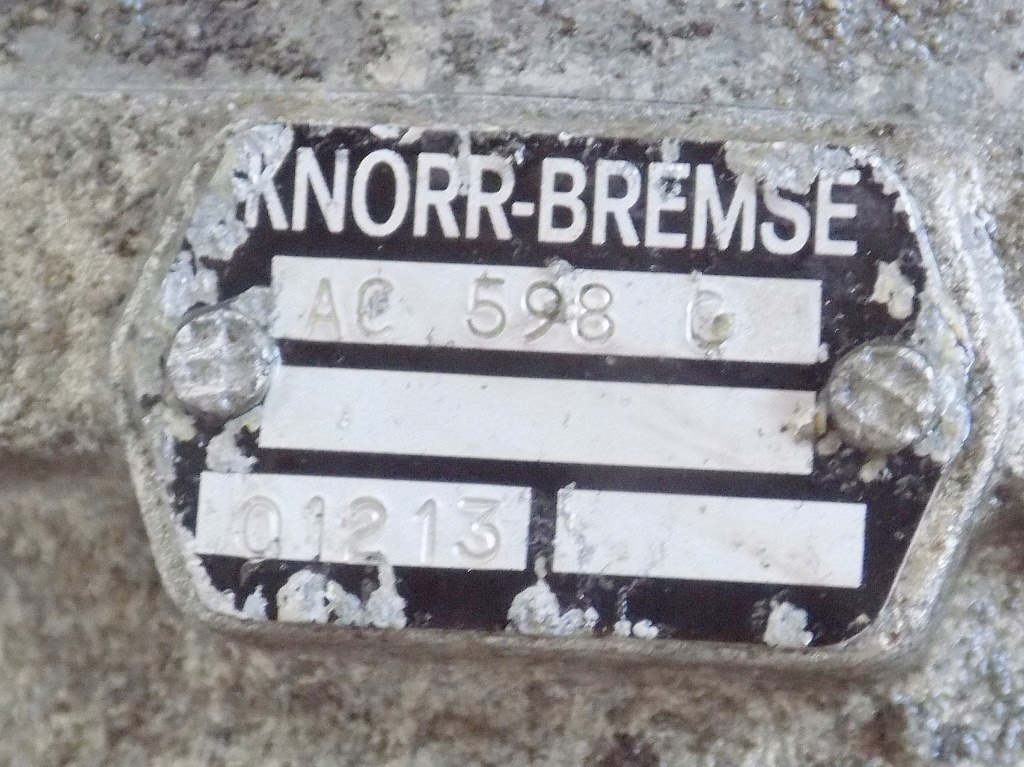 KNORR-BREMSE
AC 598 C
01213